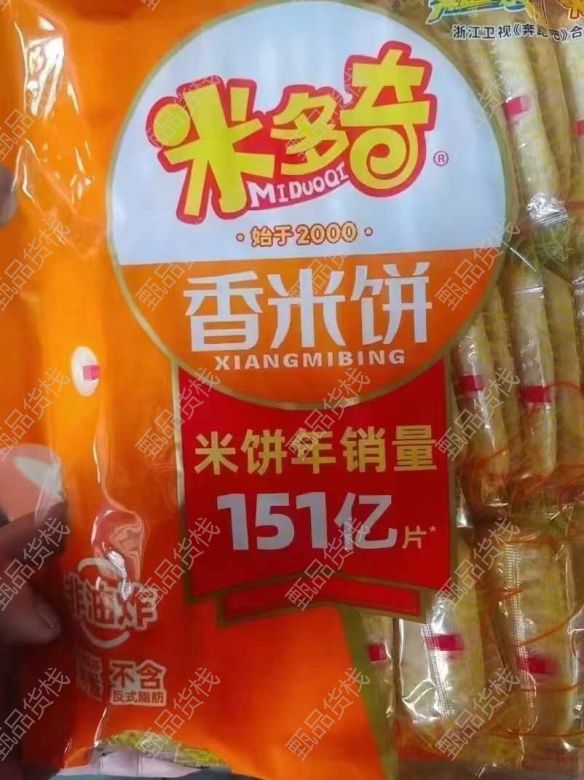 浙江卫视《奔跑吧》合
米多奇
MIDUOQI
®
·始于2000·
香米饼
XIANGMIBING
米饼年销量
151亿片*
非油炸
不含
反式脂肪
甄品货栈